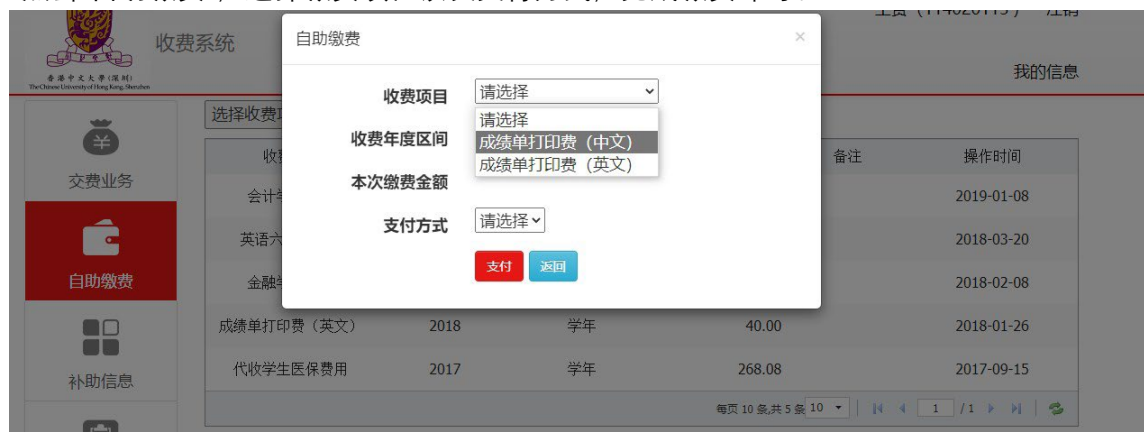 收费系统
香港中文大學(深圳)
The Chinese University of Hong Kong, Shenzhen
注销
我的信息
交费业务
自助缴费
补助信息
自助缴费 ×
收费项目 请选择
请选择
成绩单打印费（中文）
成绩单打印费（英文）
收费年度区间
本次缴费金额
支付方式 请选择
支付 返回
备注 操作时间
会计 2019-01-08
英语六 2018-03-20
金融 2018-02-08
成绩单打印费（英文） 2018 学年 40.00 2018-01-26
代收学生医保费用 2017 学年 268.08 2017-09-15
每页 10 条,共 5 条 10 1 / 1